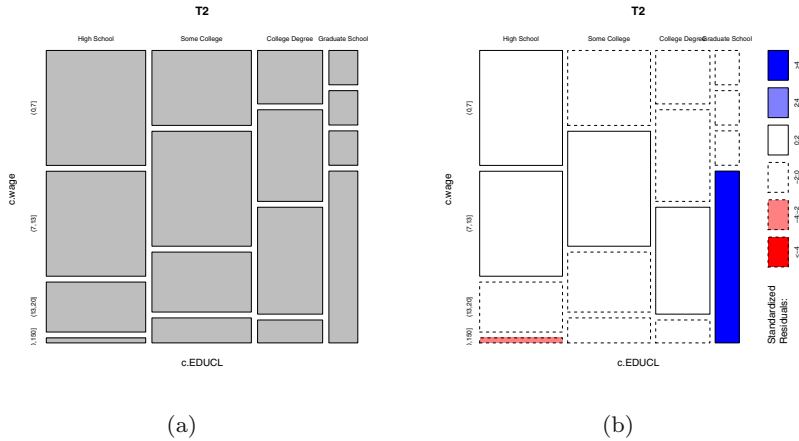 T2
High School
Some College
College Degree
Graduate School
c.wage
(0,7]
(7,13]
(13,20]
),150]
c.EDUCL
(a)
T2
High School
Some College
College Degree
Graduate School
c.wage
(0,7]
(7,13]
(13,20]
),150]
c.EDUCL
Standardized
Residuals:
<-4
-4:-2
-2:0
0:2
2:4
>4
(b)